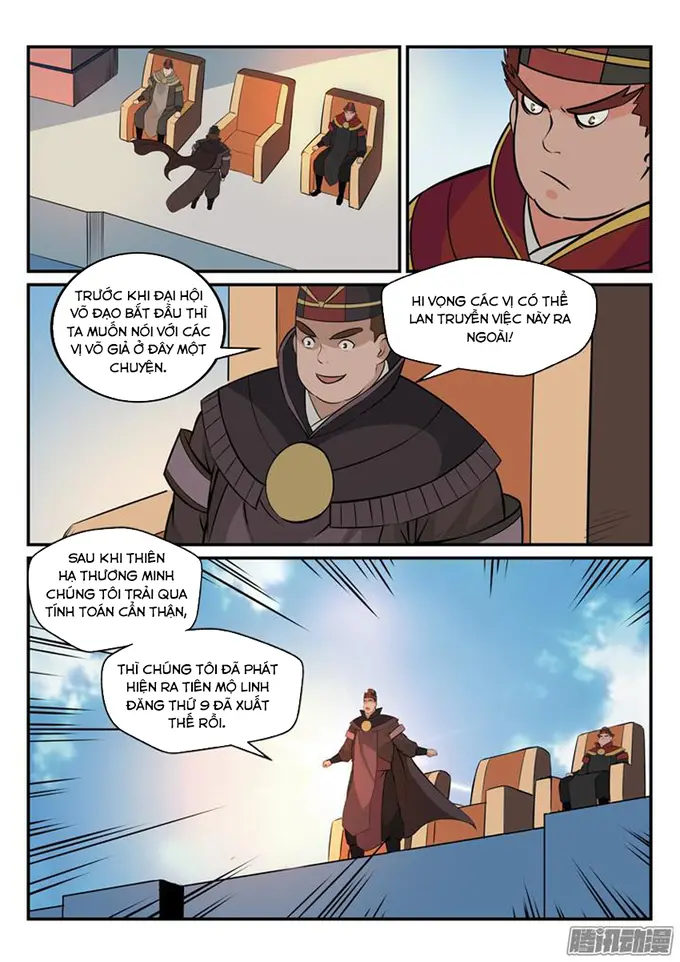 TRƯỚC KHI ĐẠI HỘI
VÕ ĐẠO BẮT ĐẦU THÌ
TA MUỐN NÓI VỚI CÁC
VỊ VÕ GIẢ Ở ĐÂY MỘT
CHUYỆN.
HI VỌNG CÁC VỊ CÓ THỂ
LAN TRUYỀN VIỆC NÀY RA
NGOÀI!
SAU KHI THIÊN
HẠ THƯƠNG MINH
CHÚNG TÔI TRẢI QUA
TÍNH TOÁN CẨN THẬN,
THÌ CHÚNG TÔI ĐÃ PHÁT
HIỆN RA TIÊN MỘ LINH
ĐĂNG THỨ 9 ĐÃ XUẤT
THẾ RỒI.
腾讯动漫